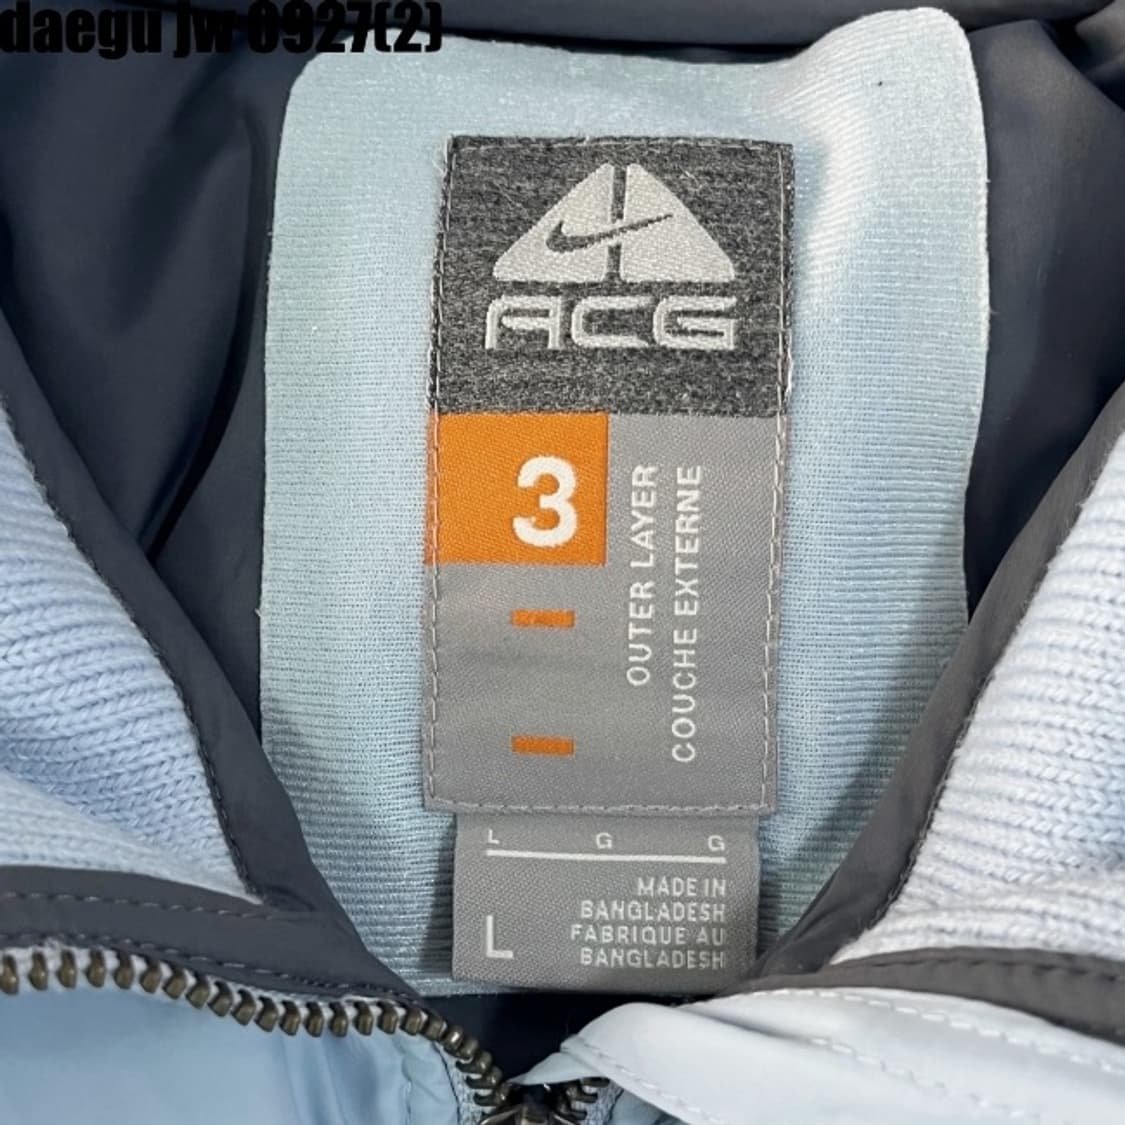 daegu jw 0927(2)
ACG
3
OUTER LAYER
COUCHE EXTERNE
L G G
L
MADE IN
BANGLADESH
FABRIQUE AU
BANGLADESH